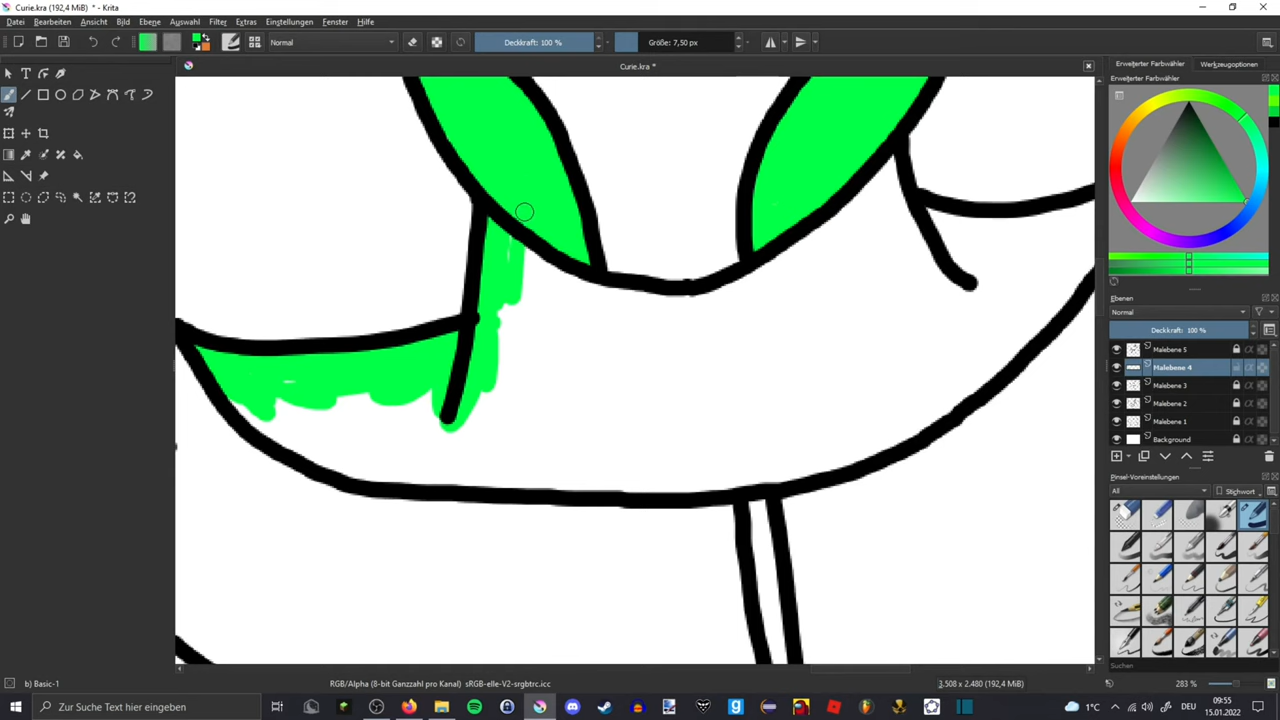 Curie.kra (192,4 MiB) * - Krita
Datei Bearbeiten Ansicht Bild Ebene Auswahl Filter Extras Einstellungen Fenster Hilfe
Normal Deckkraft: 100 % Größe: 7,50 px
Curie.kra *
Erweiterter Farbwähler Werkzeugoptionen
Erweiterter Farbwähler
Ebenen
Normal
Deckkraft: 100 %
Malebene 5
Malebene 4
Malebene 3
Malebene 2
Malebene 1
Background
Pinsel-Voreinstellungen
All Stichwort
Suchen
b) Basic-1 RGB/Alpha (8-bit Ganzzahl pro Kanal) sRGB-elle-V2-srgbtrc.icc 3.508 x 2.480 (192,4 MiB) 283 %
Zur Suche Text hier eingeben 1°C 09:55
15.01.2022